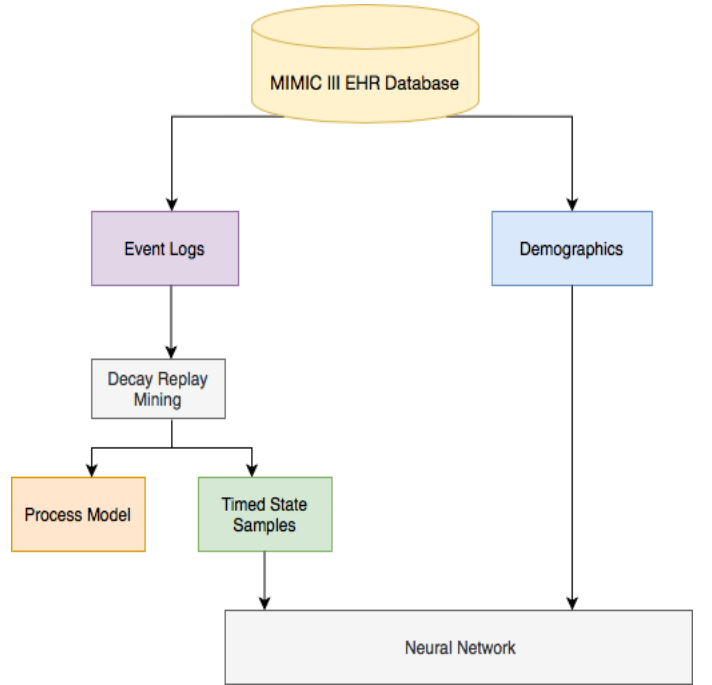 MIMIC III EHR Database
Event Logs
Demographics
Decay Replay
Mining
Process Model
Timed State
Samples
Neural Network